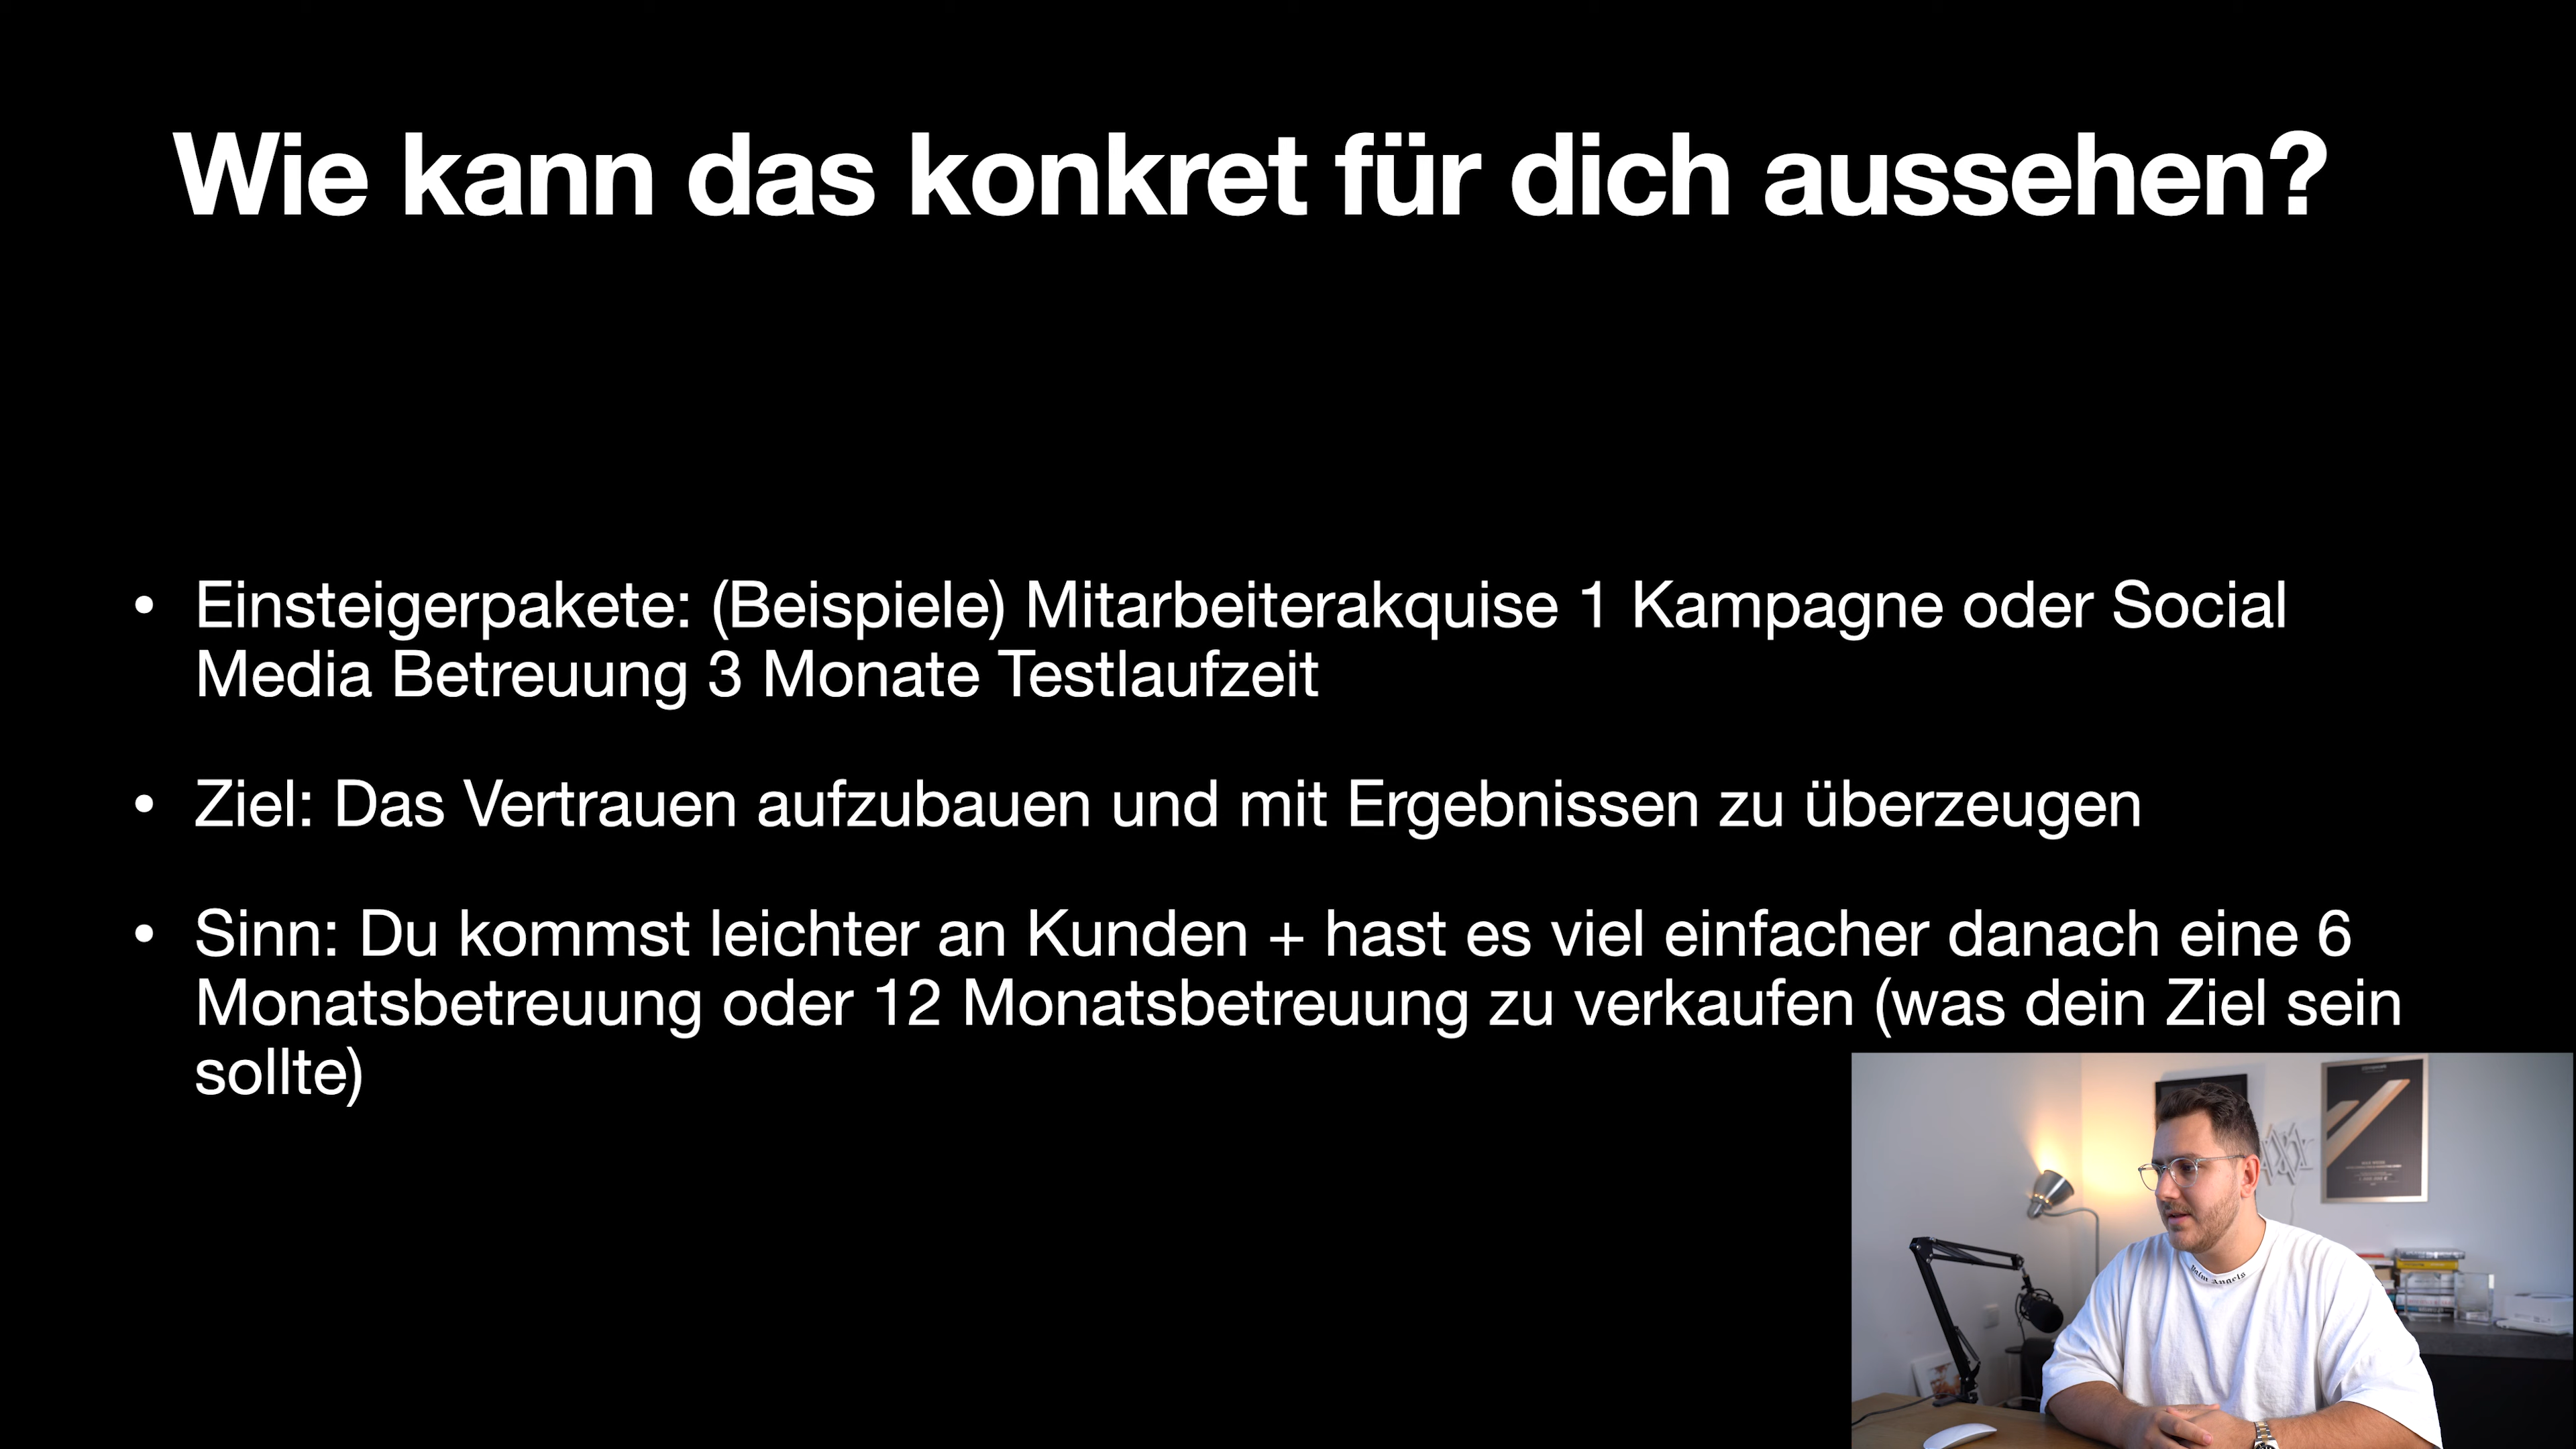 Wie kann das konkret für dich aussehen?
• Einsteigerpakete: (Beispiele) Mitarbeiterakquise 1 Kampagne oder Social
Media Betreuung 3 Monate Testlaufzeit
• Ziel: Das Vertrauen aufzubauen und mit Ergebnissen zu überzeugen
• Sinn: Du kommst leichter an Kunden + hast es viel einfacher danach eine 6
Monatsbetreuung oder 12 Monatsbetreuung zu verkaufen (was dein Ziel sein
sollte)
Palm Angels